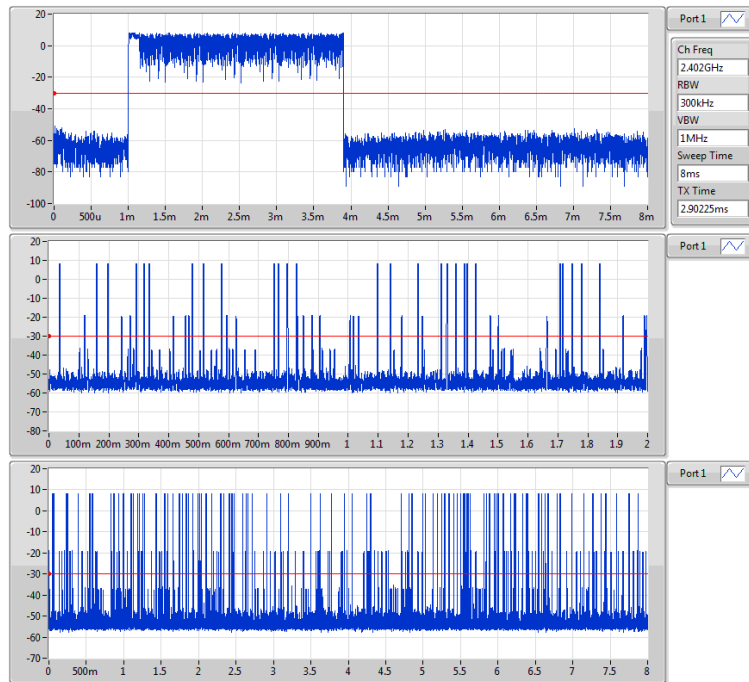 Port 1
20
0
-20
-40
-60
-80
-100
0 500u 1m 1.5m 2m 2.5m 3m 3.5m 4m 4.5m 5m 5.5m 6m 6.5m 7m 7.5m 8m
Ch Freq
2.402GHz
RBW
300kHz
VBW
1MHz
Sweep Time
8ms
TX Time
2.90225ms
Port 1
20
10
0
-10
-20
-30
-40
-50
-60
-70
-80
0 100m 200m 300m 400m 500m 600m 700m 800m 900m 1 1.1 1.2 1.3 1.4 1.5 1.6 1.7 1.8 1.9 2
Port 1
20
10
0
-10
-20
-30
-40
-50
-60
-70
0 500m 1 1.5 2 2.5 3 3.5 4 4.5 5 5.5 6 6.5 7 7.5 8